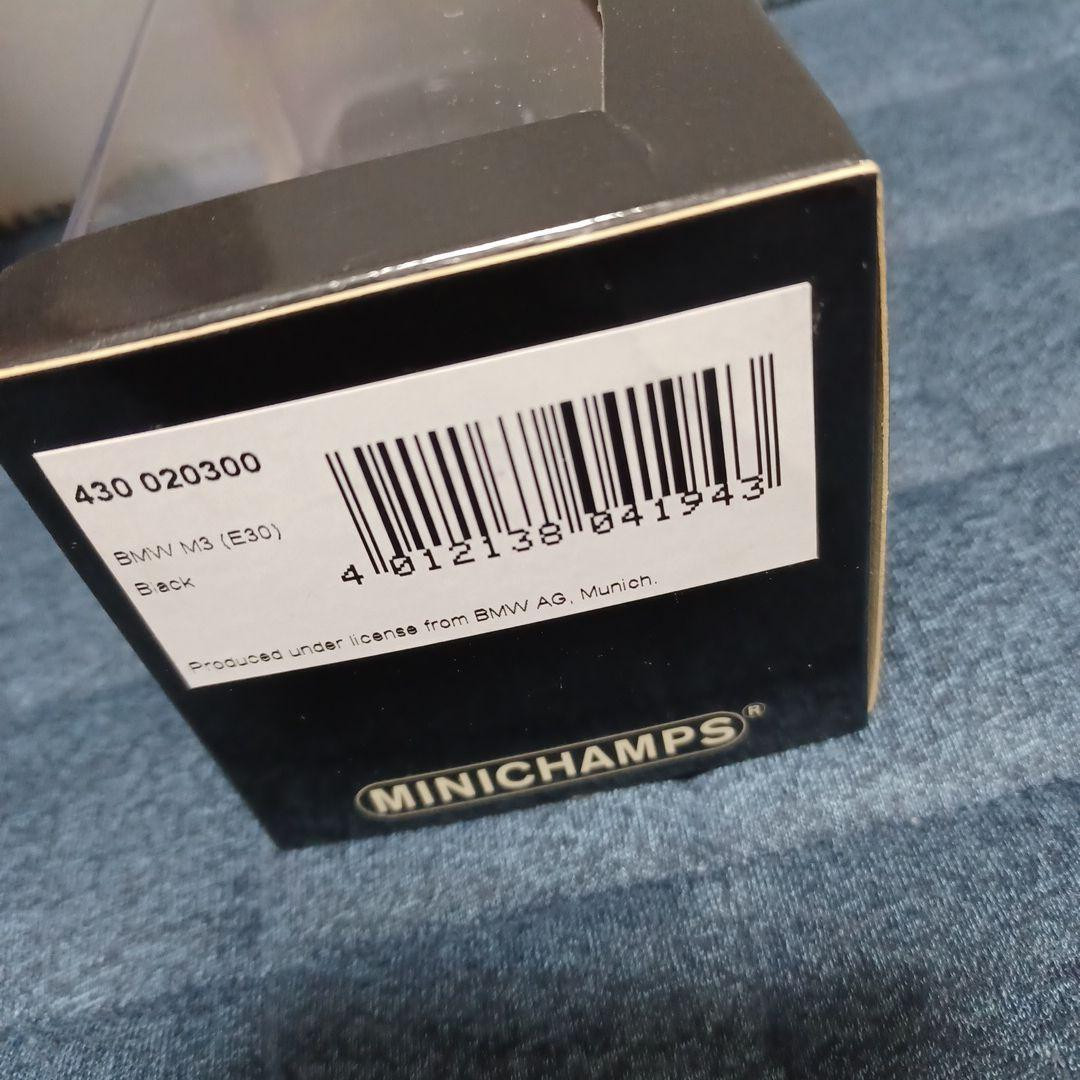 430 020300
BMW M3 (E30)
Black
4 012138 041943
Produced under license from BMW AG, Munich.
MINICHAMPS®